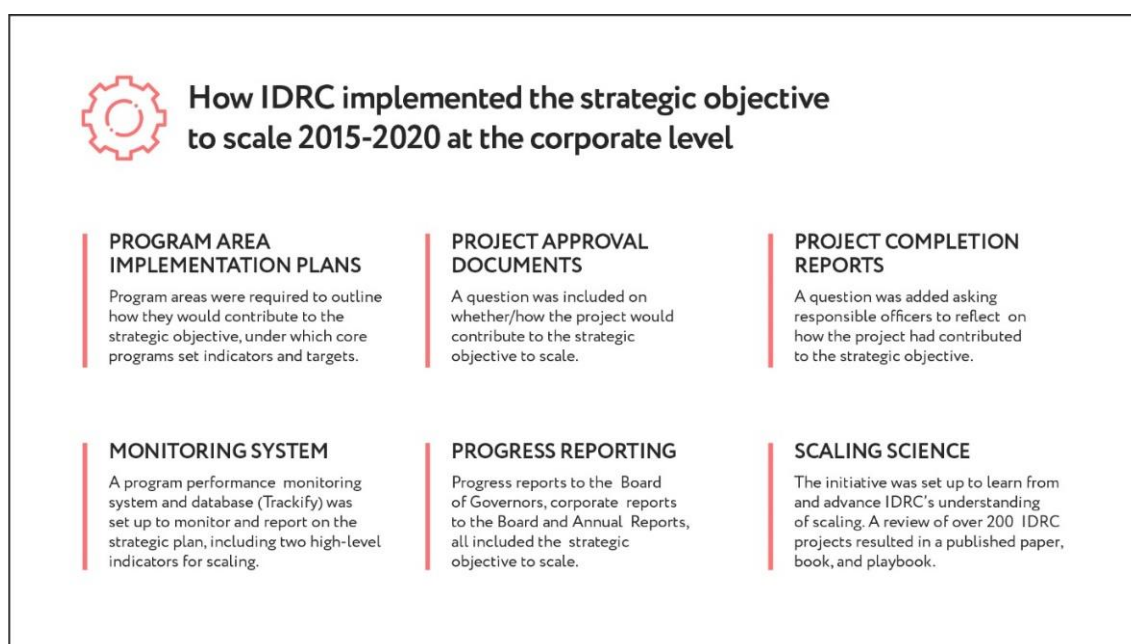 How IDRC implemented the strategic objective
to scale 2015-2020 at the corporate level
PROGRAM AREA
IMPLEMENTATION PLANS
Program areas were required to outline
how they would contribute to the
strategic objective, under which core
programs set indicators and targets.
PROJECT APPROVAL
DOCUMENTS
A question was included on
whether/how the project would
contribute to the strategic
objective to scale.
PROJECT COMPLETION
REPORTS
A question was added asking
responsible officers to reflect on
how the project had contributed
to the strategic objective.
MONITORING SYSTEM
A program performance monitoring
system and database (Trackify) was
set up to monitor and report on the
strategic plan, including two high-level
indicators for scaling.
PROGRESS REPORTING
Progress reports to the Board
of Governors, corporate reports
to the Board and Annual Reports,
all included the strategic
objective to scale.
SCALING SCIENCE
The initiative was set up to learn from
and advance IDRC's understanding
of scaling. A review of over 200 IDRC
projects resulted in a published paper,
book, and playbook.